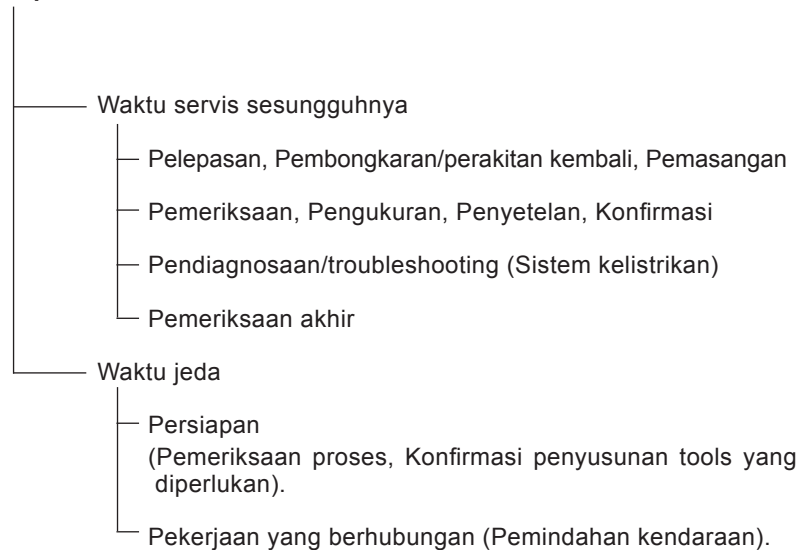 Waktu servis sesungguhnya
Pelepasan, Pembongkaran/perakitan kembali, Pemasangan
Pemeriksaan, Pengukuran, Penyetelan, Konfirmasi
Pendiagnosaan/troubleshooting (Sistem kelistrikan)
Pemeriksaan akhir
Waktu jeda
Persiapan
(Pemeriksaan proses, Konfirmasi penyusunan tools yang
diperlukan).
Pekerjaan yang berhubungan (Pemindahan kendaraan).